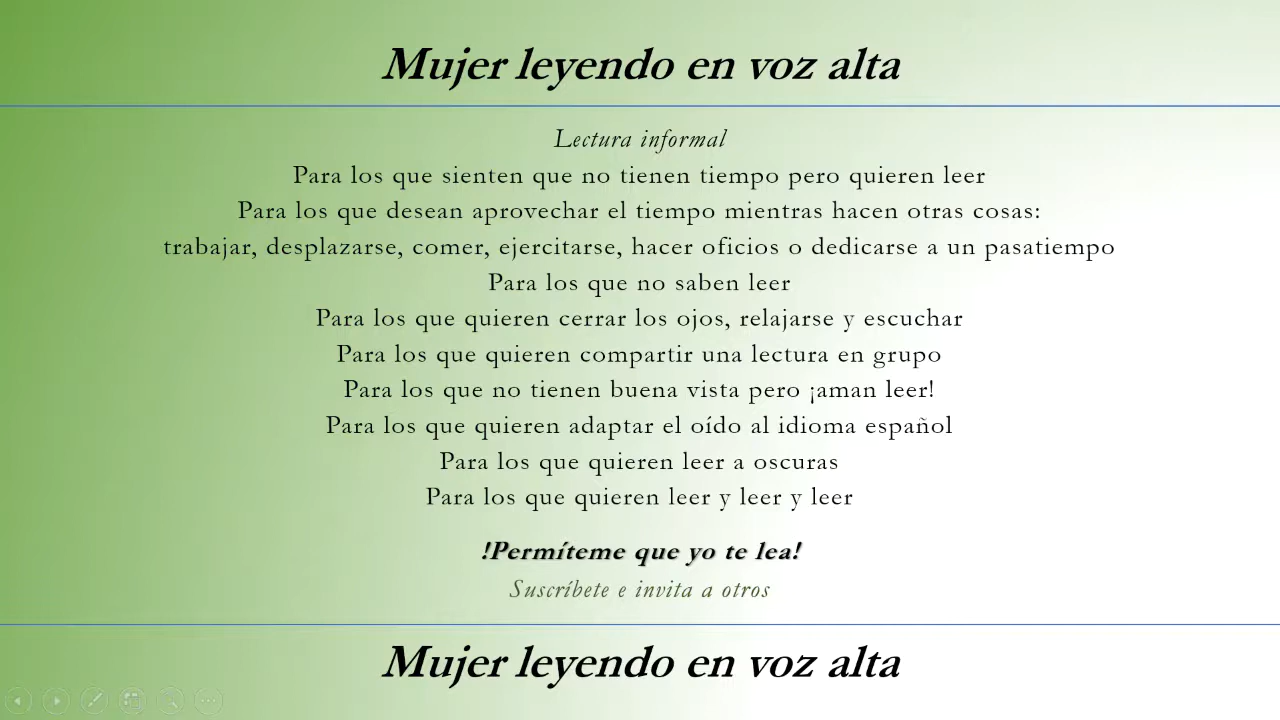 Mujer leyendo en voz alta
Lectura informal
Para los que sienten que no tienen tiempo pero quieren leer
Para los que desean aprovechar el tiempo mientras hacen otras cosas:
trabajar, desplazarse, comer, ejercitarse, hacer oficios o dedicarse a un pasatiempo
Para los que no saben leer
Para los que quieren cerrar los ojos, relajarse y escuchar
Para los que quieren compartir una lectura en grupo
Para los que no tienen buena vista pero ¡aman leer!
Para los que quieren adaptar el oído al idioma español
Para los que quieren leer a oscuras
Para los que quieren leer y leer y leer
!Permíteme que yo te lea!
Suscríbete e invita a otros
Mujer leyendo en voz alta